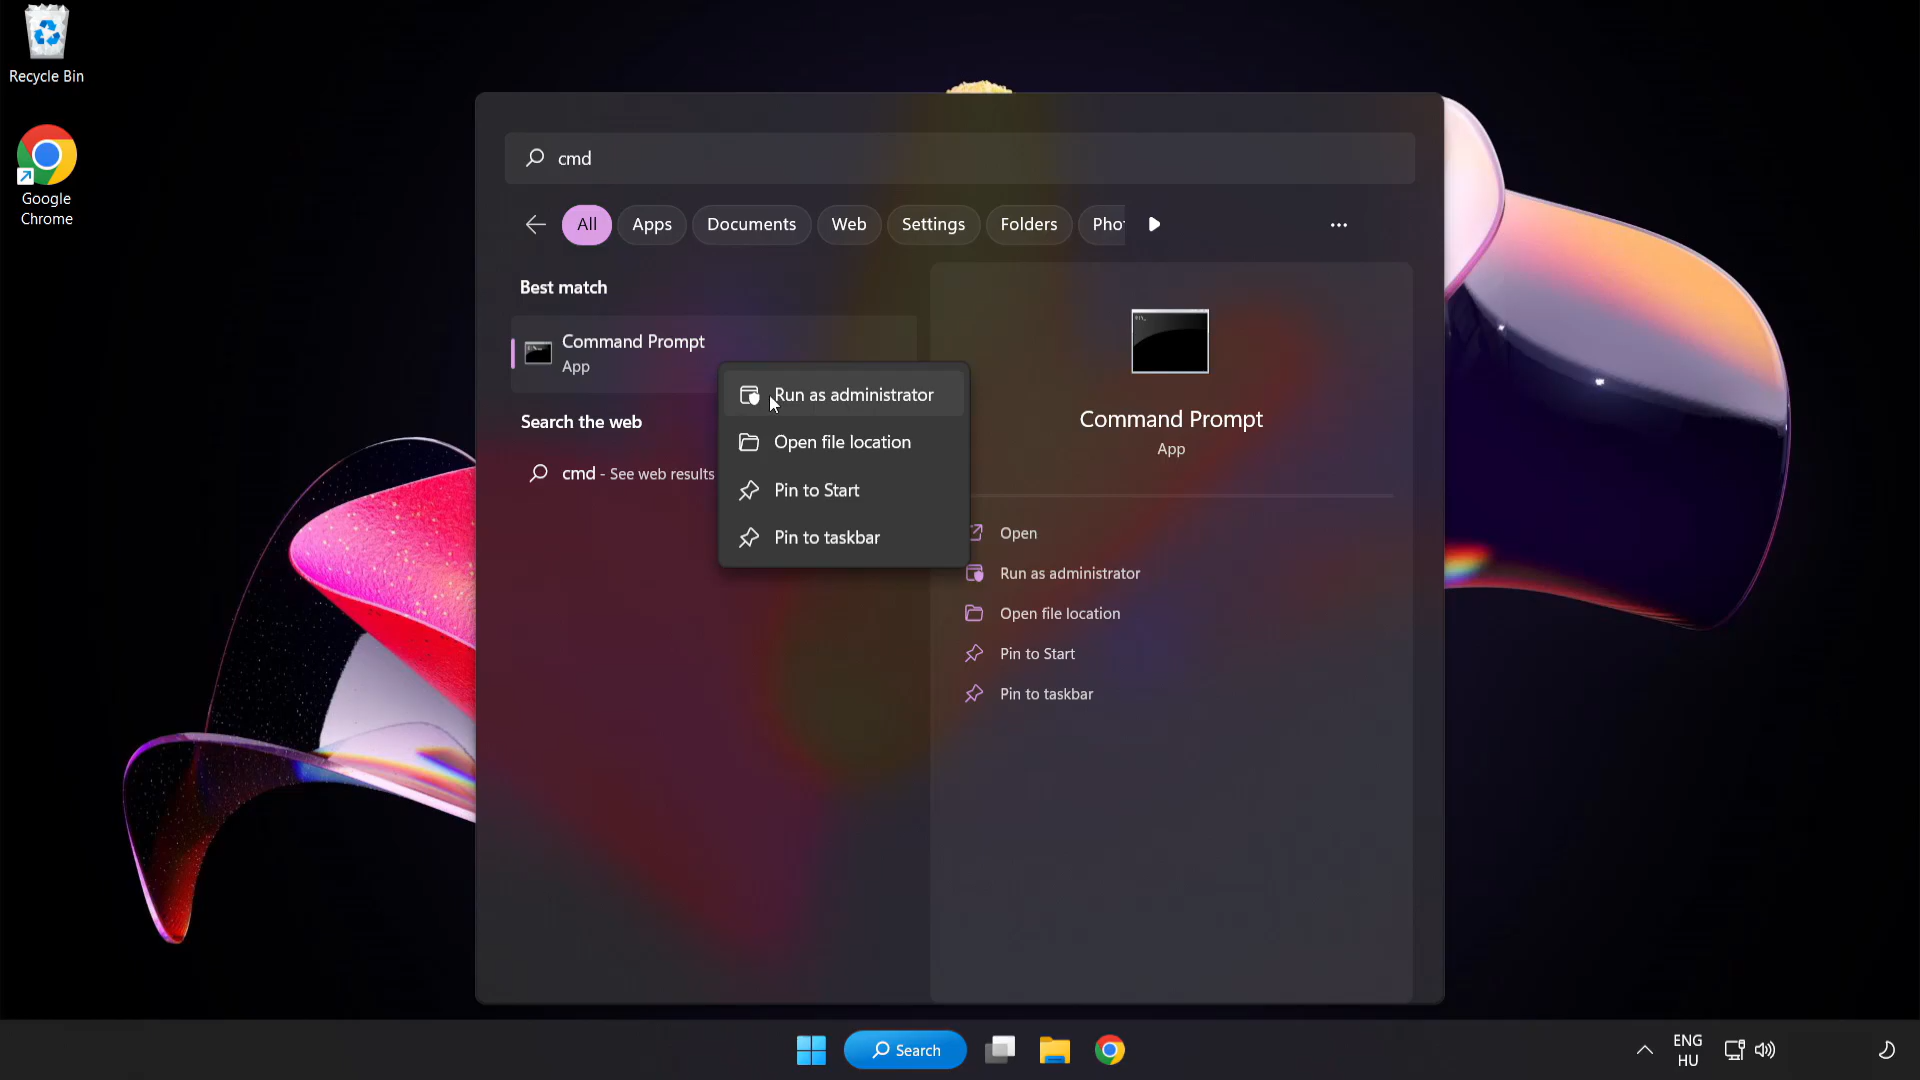 Recycle Bin
Google
Chrome
cmd
All
Apps
Documents
Web
Settings
Folders
Best match
Command Prompt
App
Search the web
cmd - See web results
Run as administrator
Open file location
Pin to Start
Pin to taskbar
Command Prompt
App
Open
Run as administrator
Open file location
Pin to Start
Pin to taskbar
Search
ENG
HU